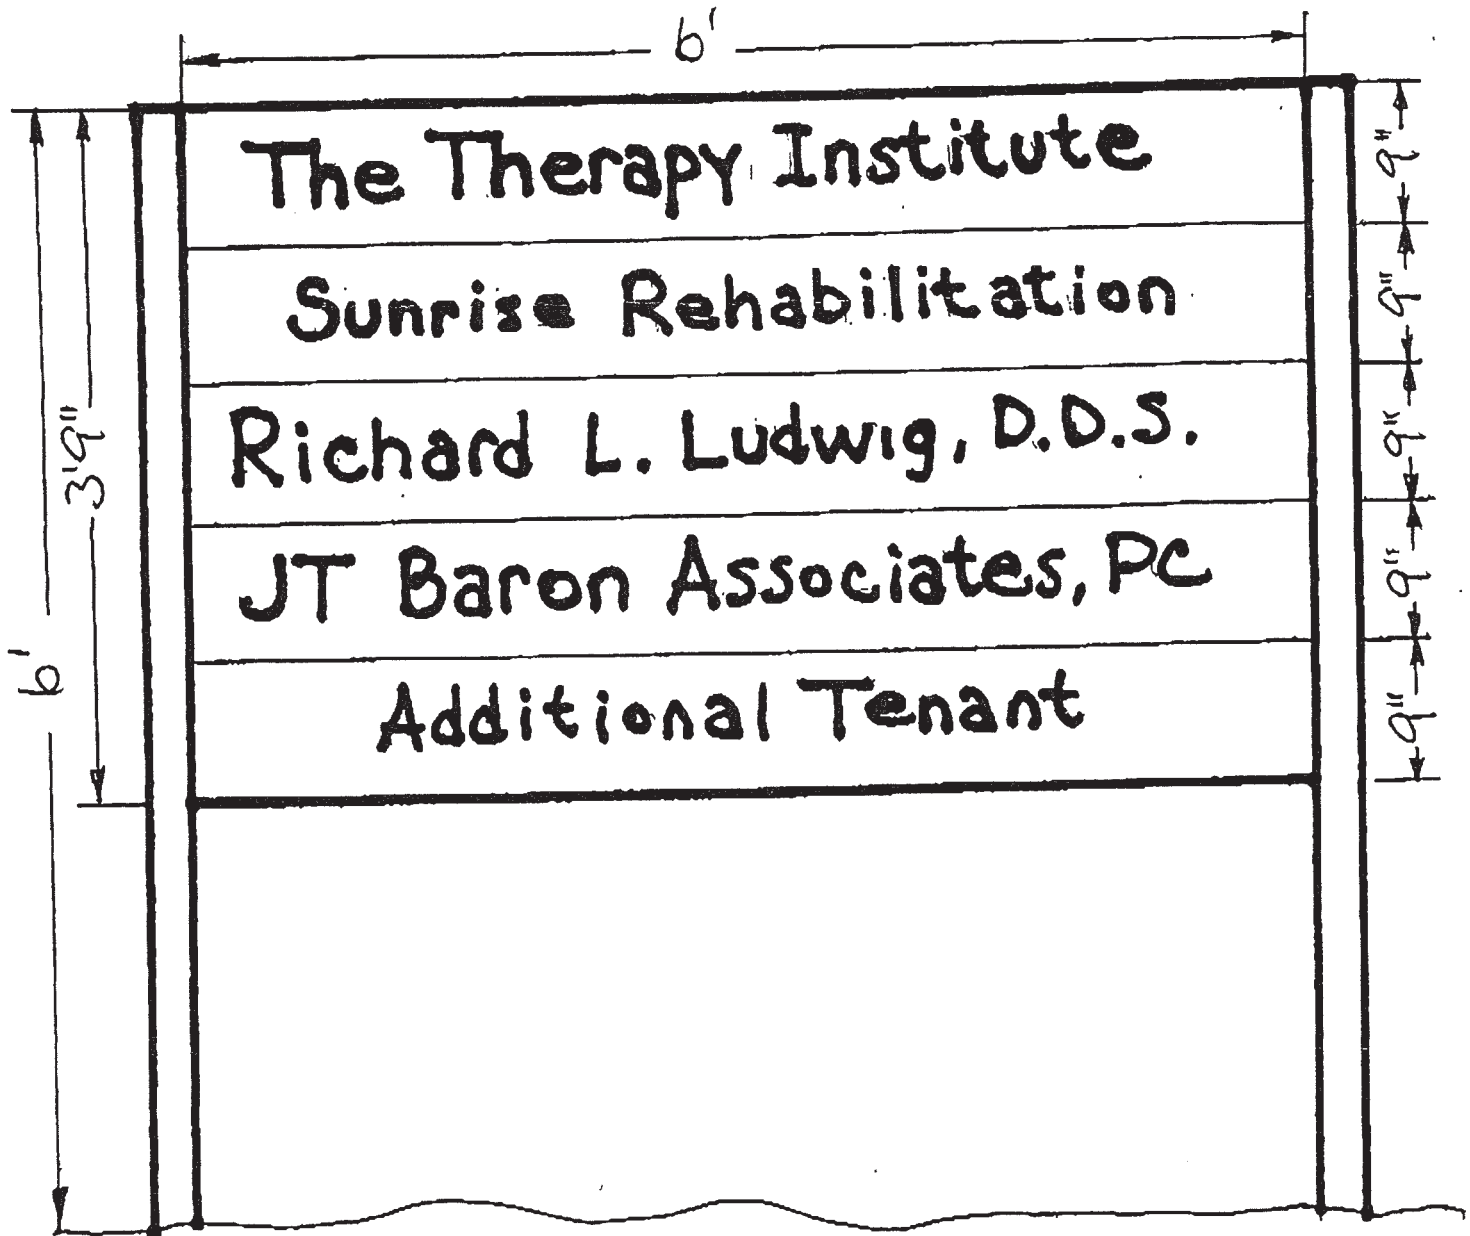 6'
The Therapy Institute
9"
Sunrise Rehabilitation
9"
Richard L. Ludwig, D.D.S.
9"
3'9"
JT Baron Associates, PC
9"
6'
Additional Tenant
9"